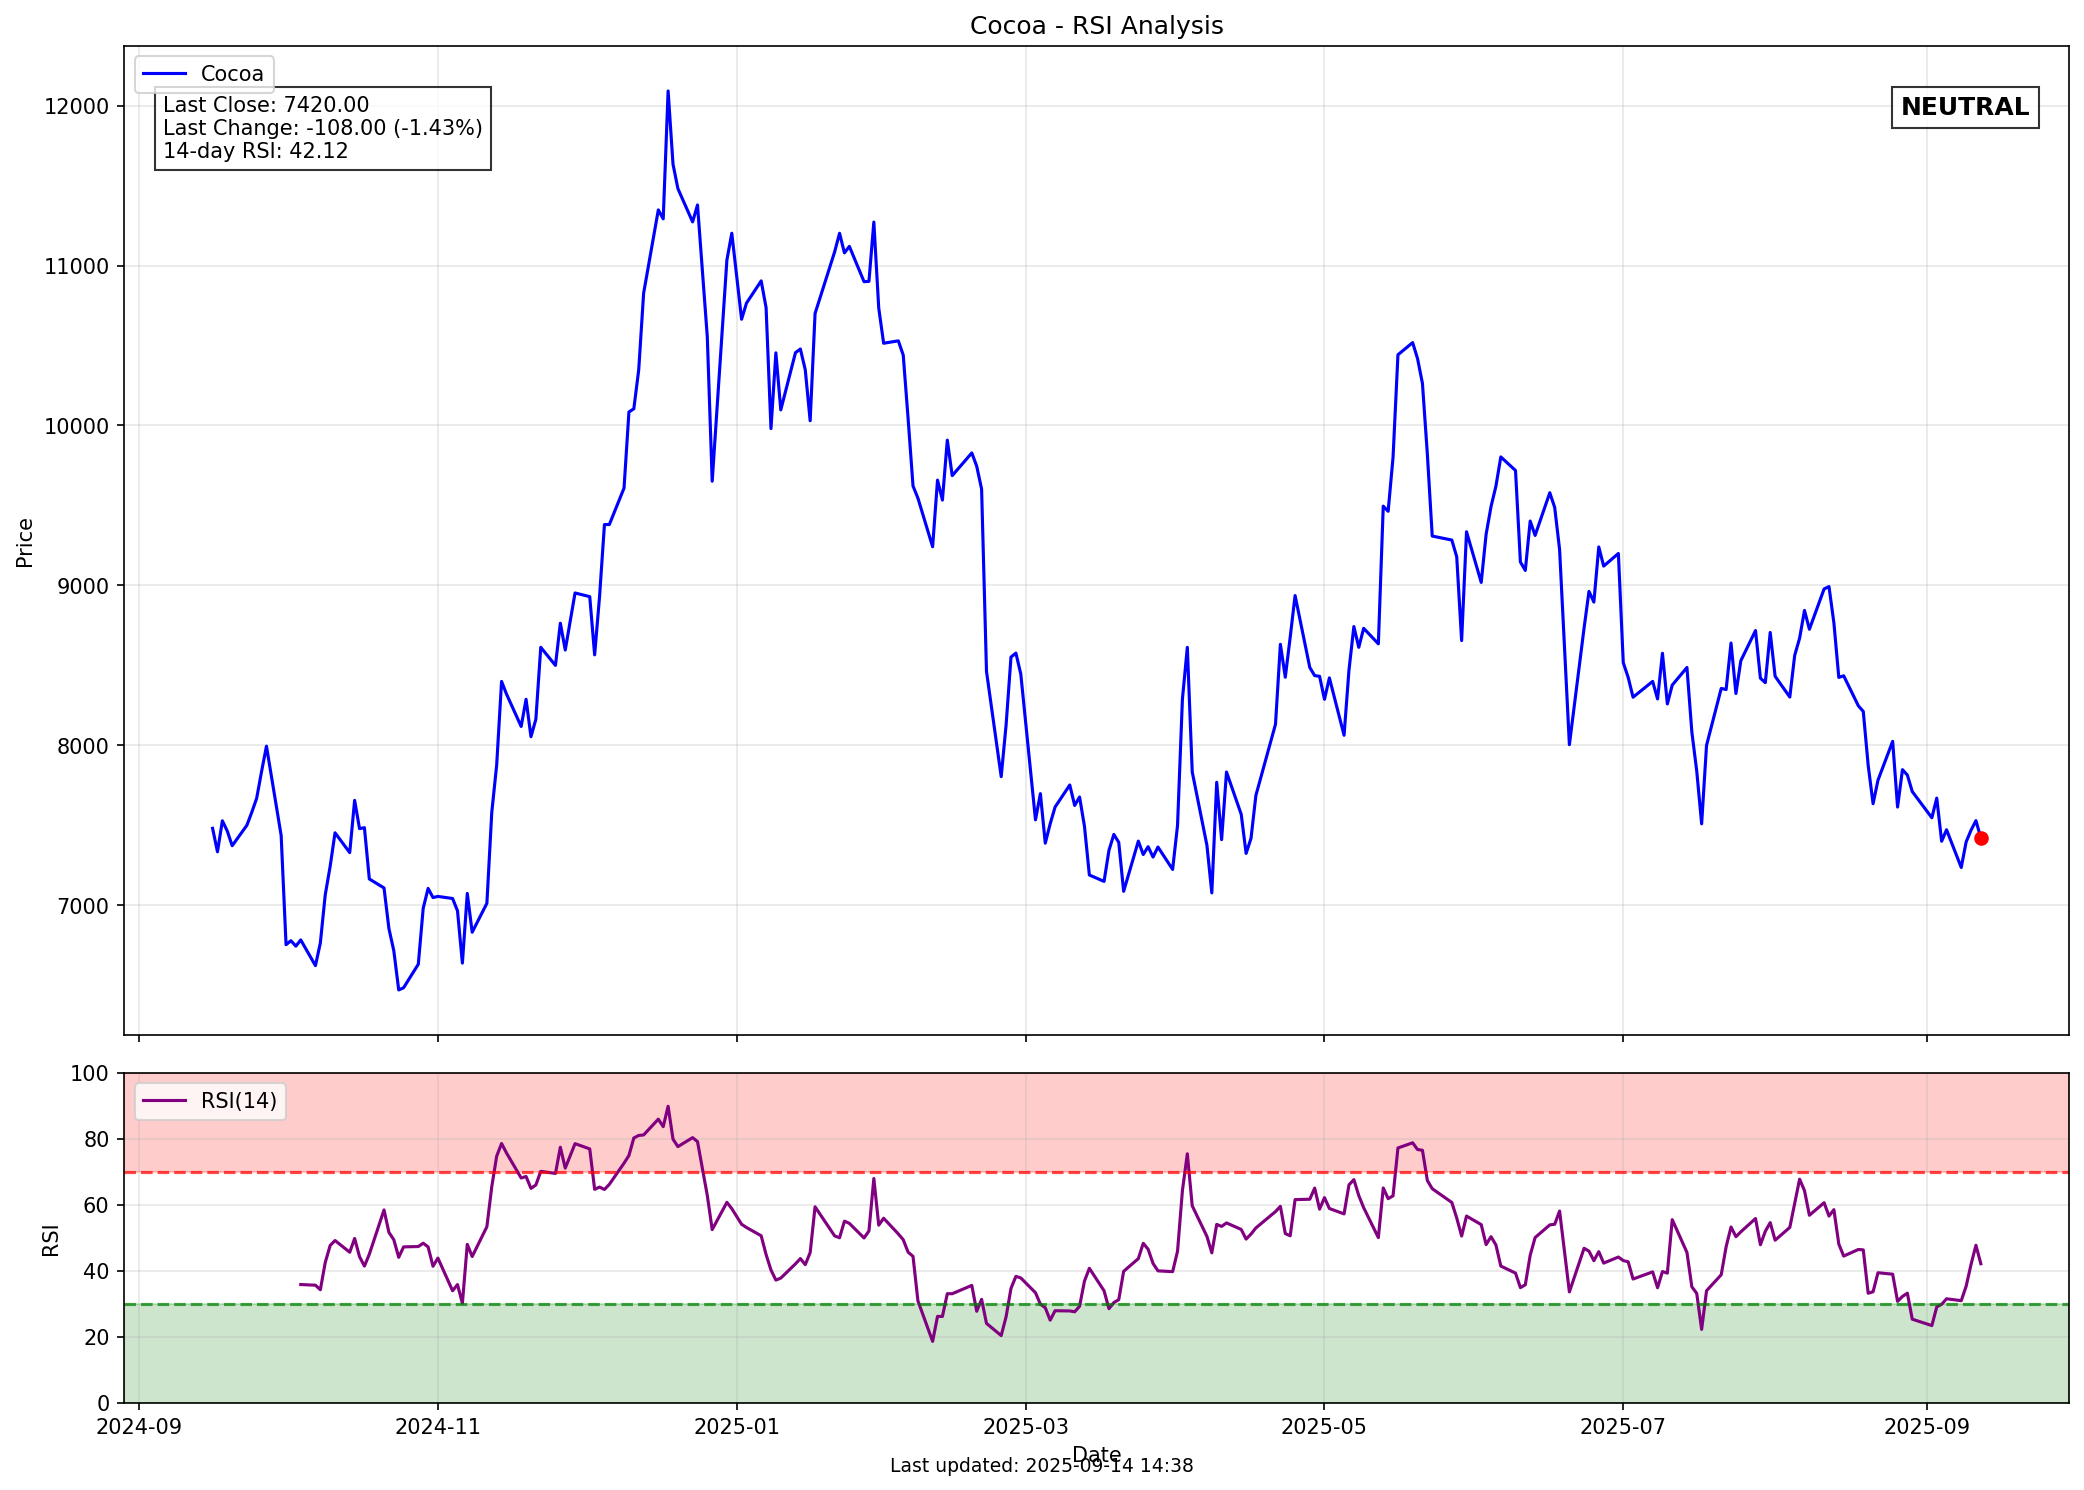 Cocoa - RSI Analysis
Cocoa
Last Close: 7420.00
Last Change: -108.00 (-1.43%)
14-day RSI: 42.12
NEUTRAL
12000
11000
10000
9000
8000
7000
Price
RSI(14)
100
80
60
40
20
0
RSI
2024-09
2024-11
2025-01
2025-03
2025-05
2025-07
2025-09
Date
Last updated: 2025-09-14 14:38